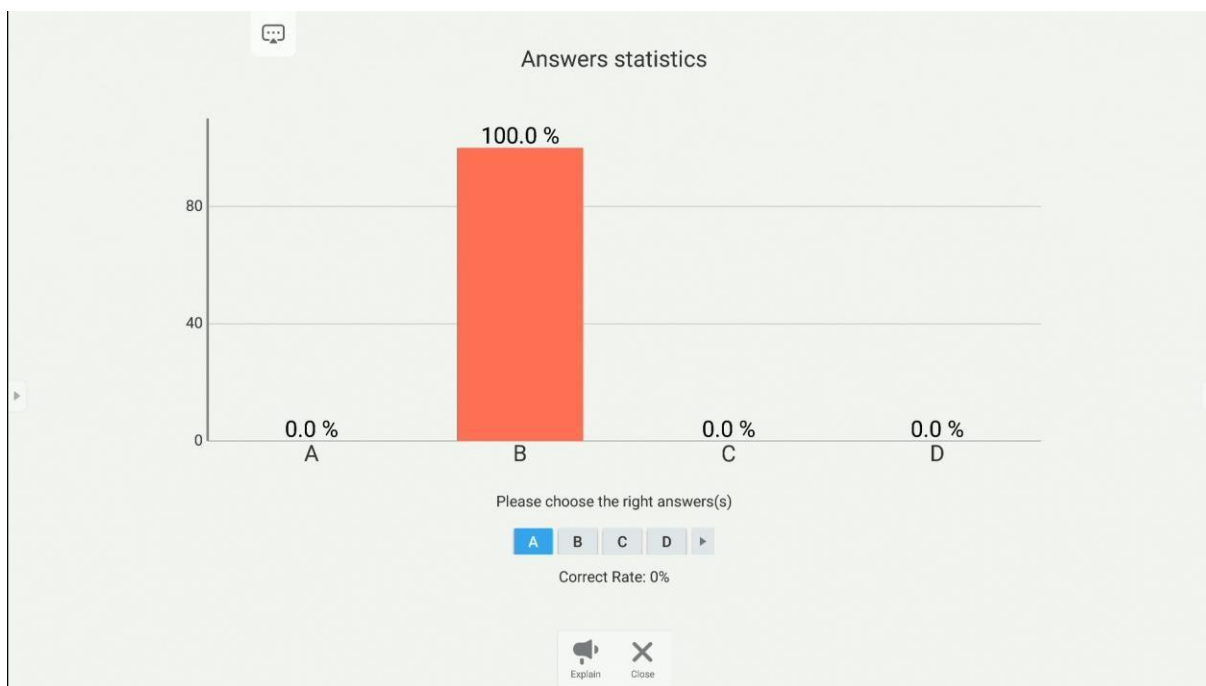 Answers statistics
100.0 %
80
40
0
0.0 %
0.0 %
0.0 %
A
B
C
D
Please choose the right answers(s)
A B C D
Correct Rate: 0%
Explain
Close